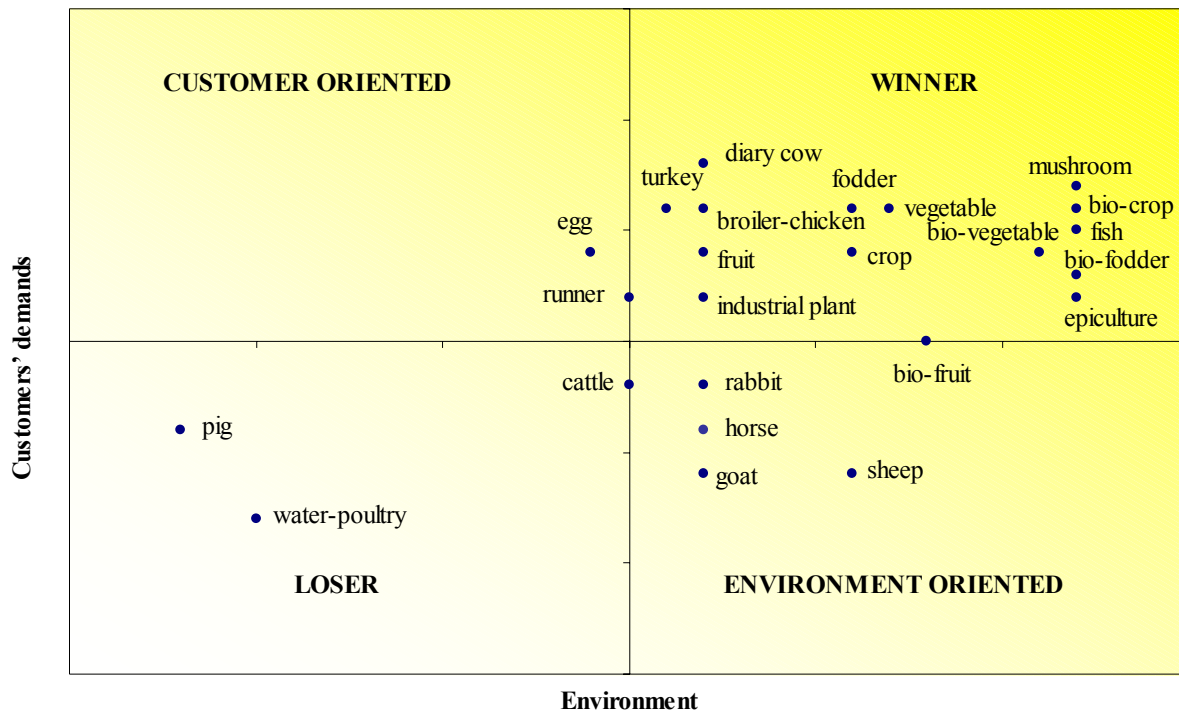 CUSTOMER ORIENTED
WINNER
diary cow
turkey
fodder
mushroom
egg
broiler-chicken
vegetable
bio-crop
bio-vegetable
fish
fruit
crop
bio-fodder
runner
industrial plant
epiculture
bio-fruit
cattle
rabbit
pig
horse
goat
sheep
water-poultry
LOSER
ENVIRONMENT ORIENTED
Customers’ demands
Environment